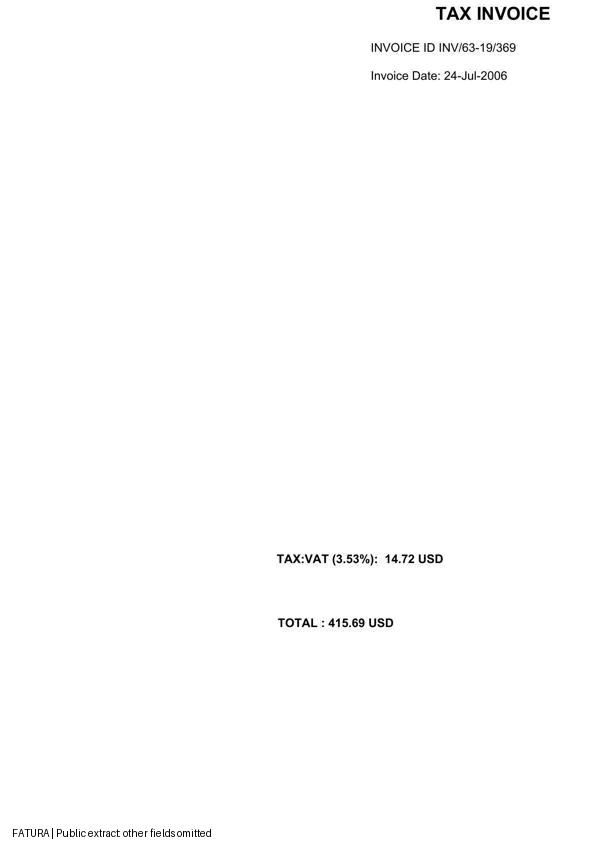 TAX INVOICE
INVOICE ID INV/63-19/369
Invoice Date: 24-Jul-2006
TAX:VAT (3.53%):  14.72 USD
TOTAL : 415.69 USD
FATURA | Public extract: other fields omitted